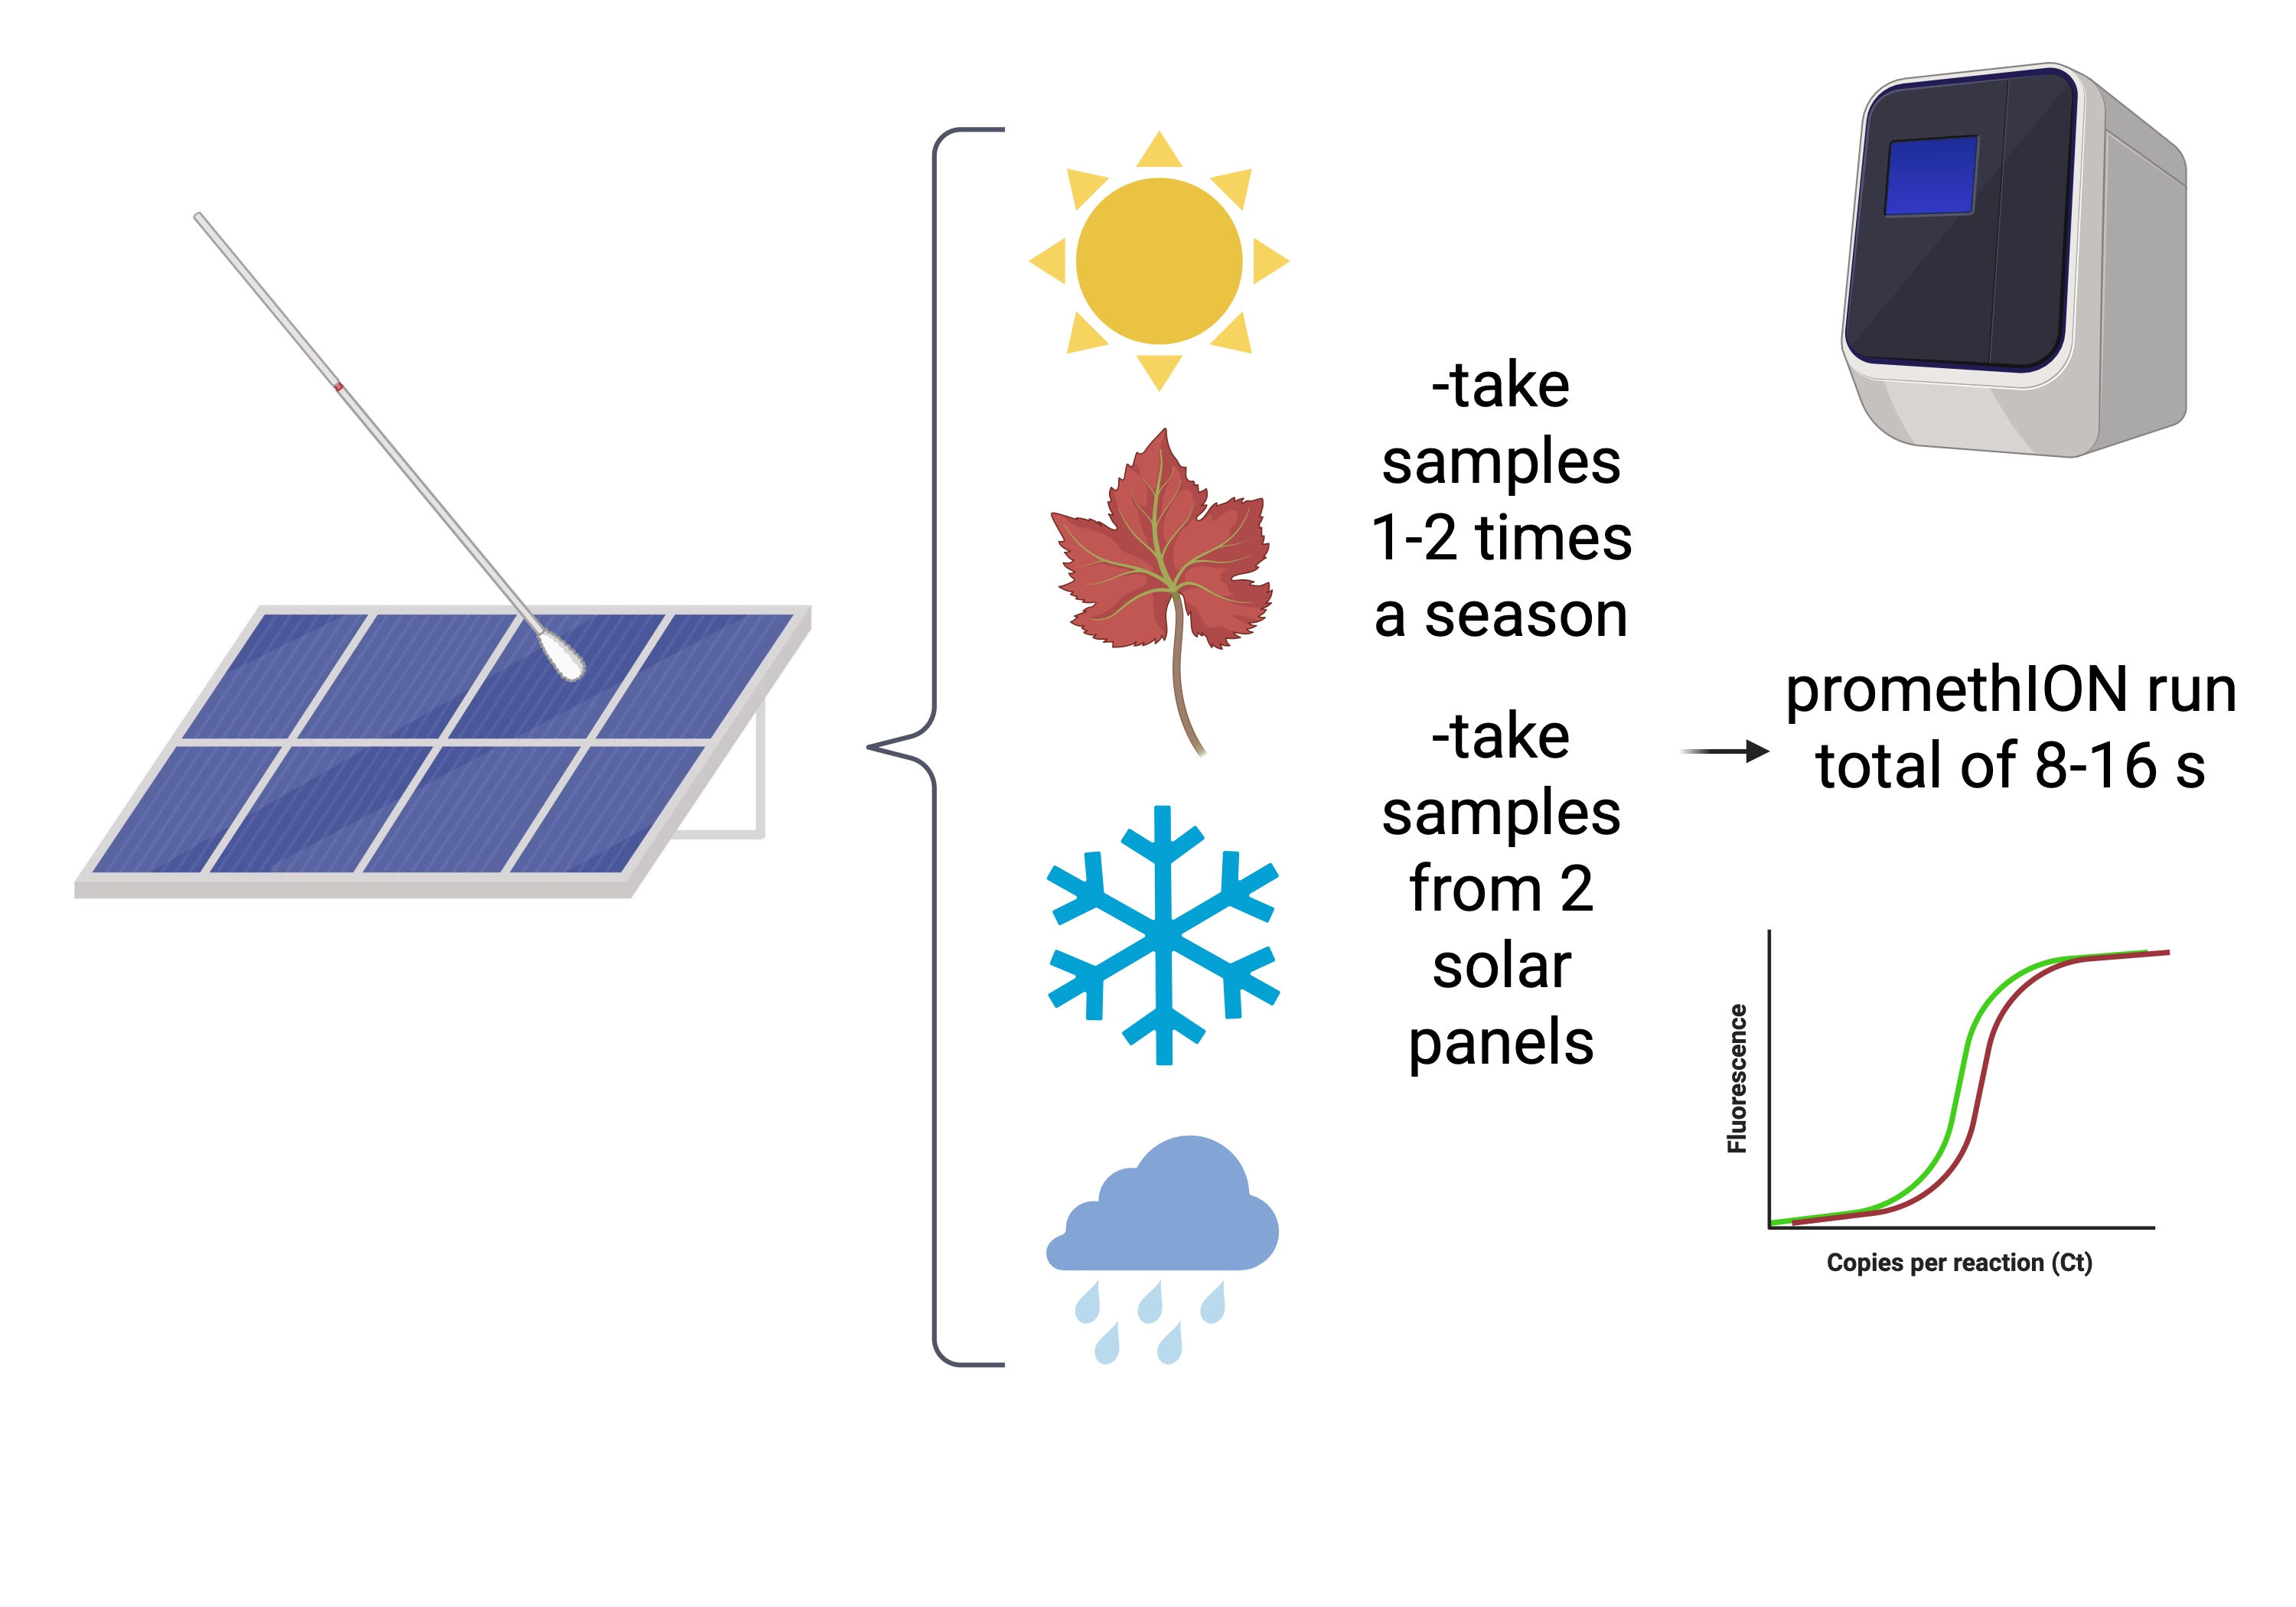 -take
samples
1-2 times
a season
-take
samples
from 2
solar
panels
promethION run
total of 8-16 s
Fluorescence
Copies per reaction (Ct)